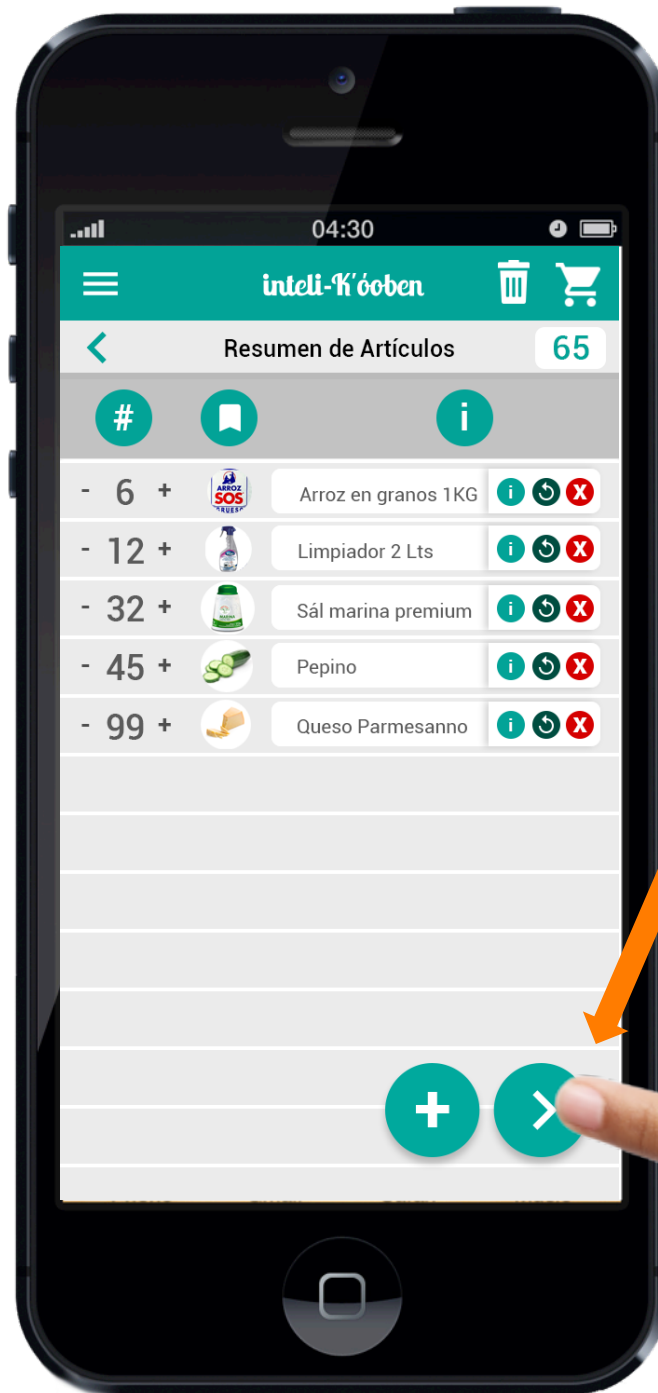 04:30
inteli-K'óoben
Resumen de Artículos 65
# i
- 6 + ARROZ SOS Arroz en granos 1KG i X
- 12 + Limpiador 2 Lts i X
- 32 + Sál marina premium i X
- 45 + Pepino i X
- 99 + Queso Parmesanno i X
+